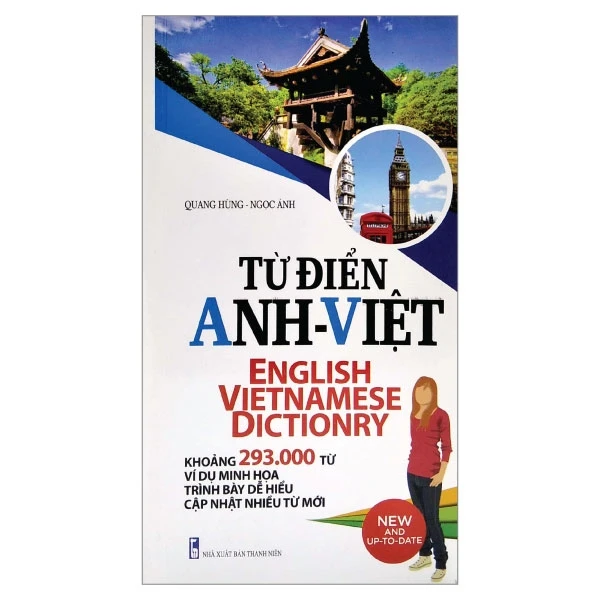 QUANG HÙNG - NGỌC ÁNH
TỪ ĐIỂN
ANH-VIỆT
ENGLISH
VIETNAMESE
DICTIONRY
KHOẢNG 293.000 TỪ
VÍ DỤ MINH HỌA
TRÌNH BÀY DỄ HIỂU
CẬP NHẬT NHIỀU TỪ MỚI
NEW
AND
UP-TO-DATE
NHÀ XUẤT BẢN THANH NIÊN